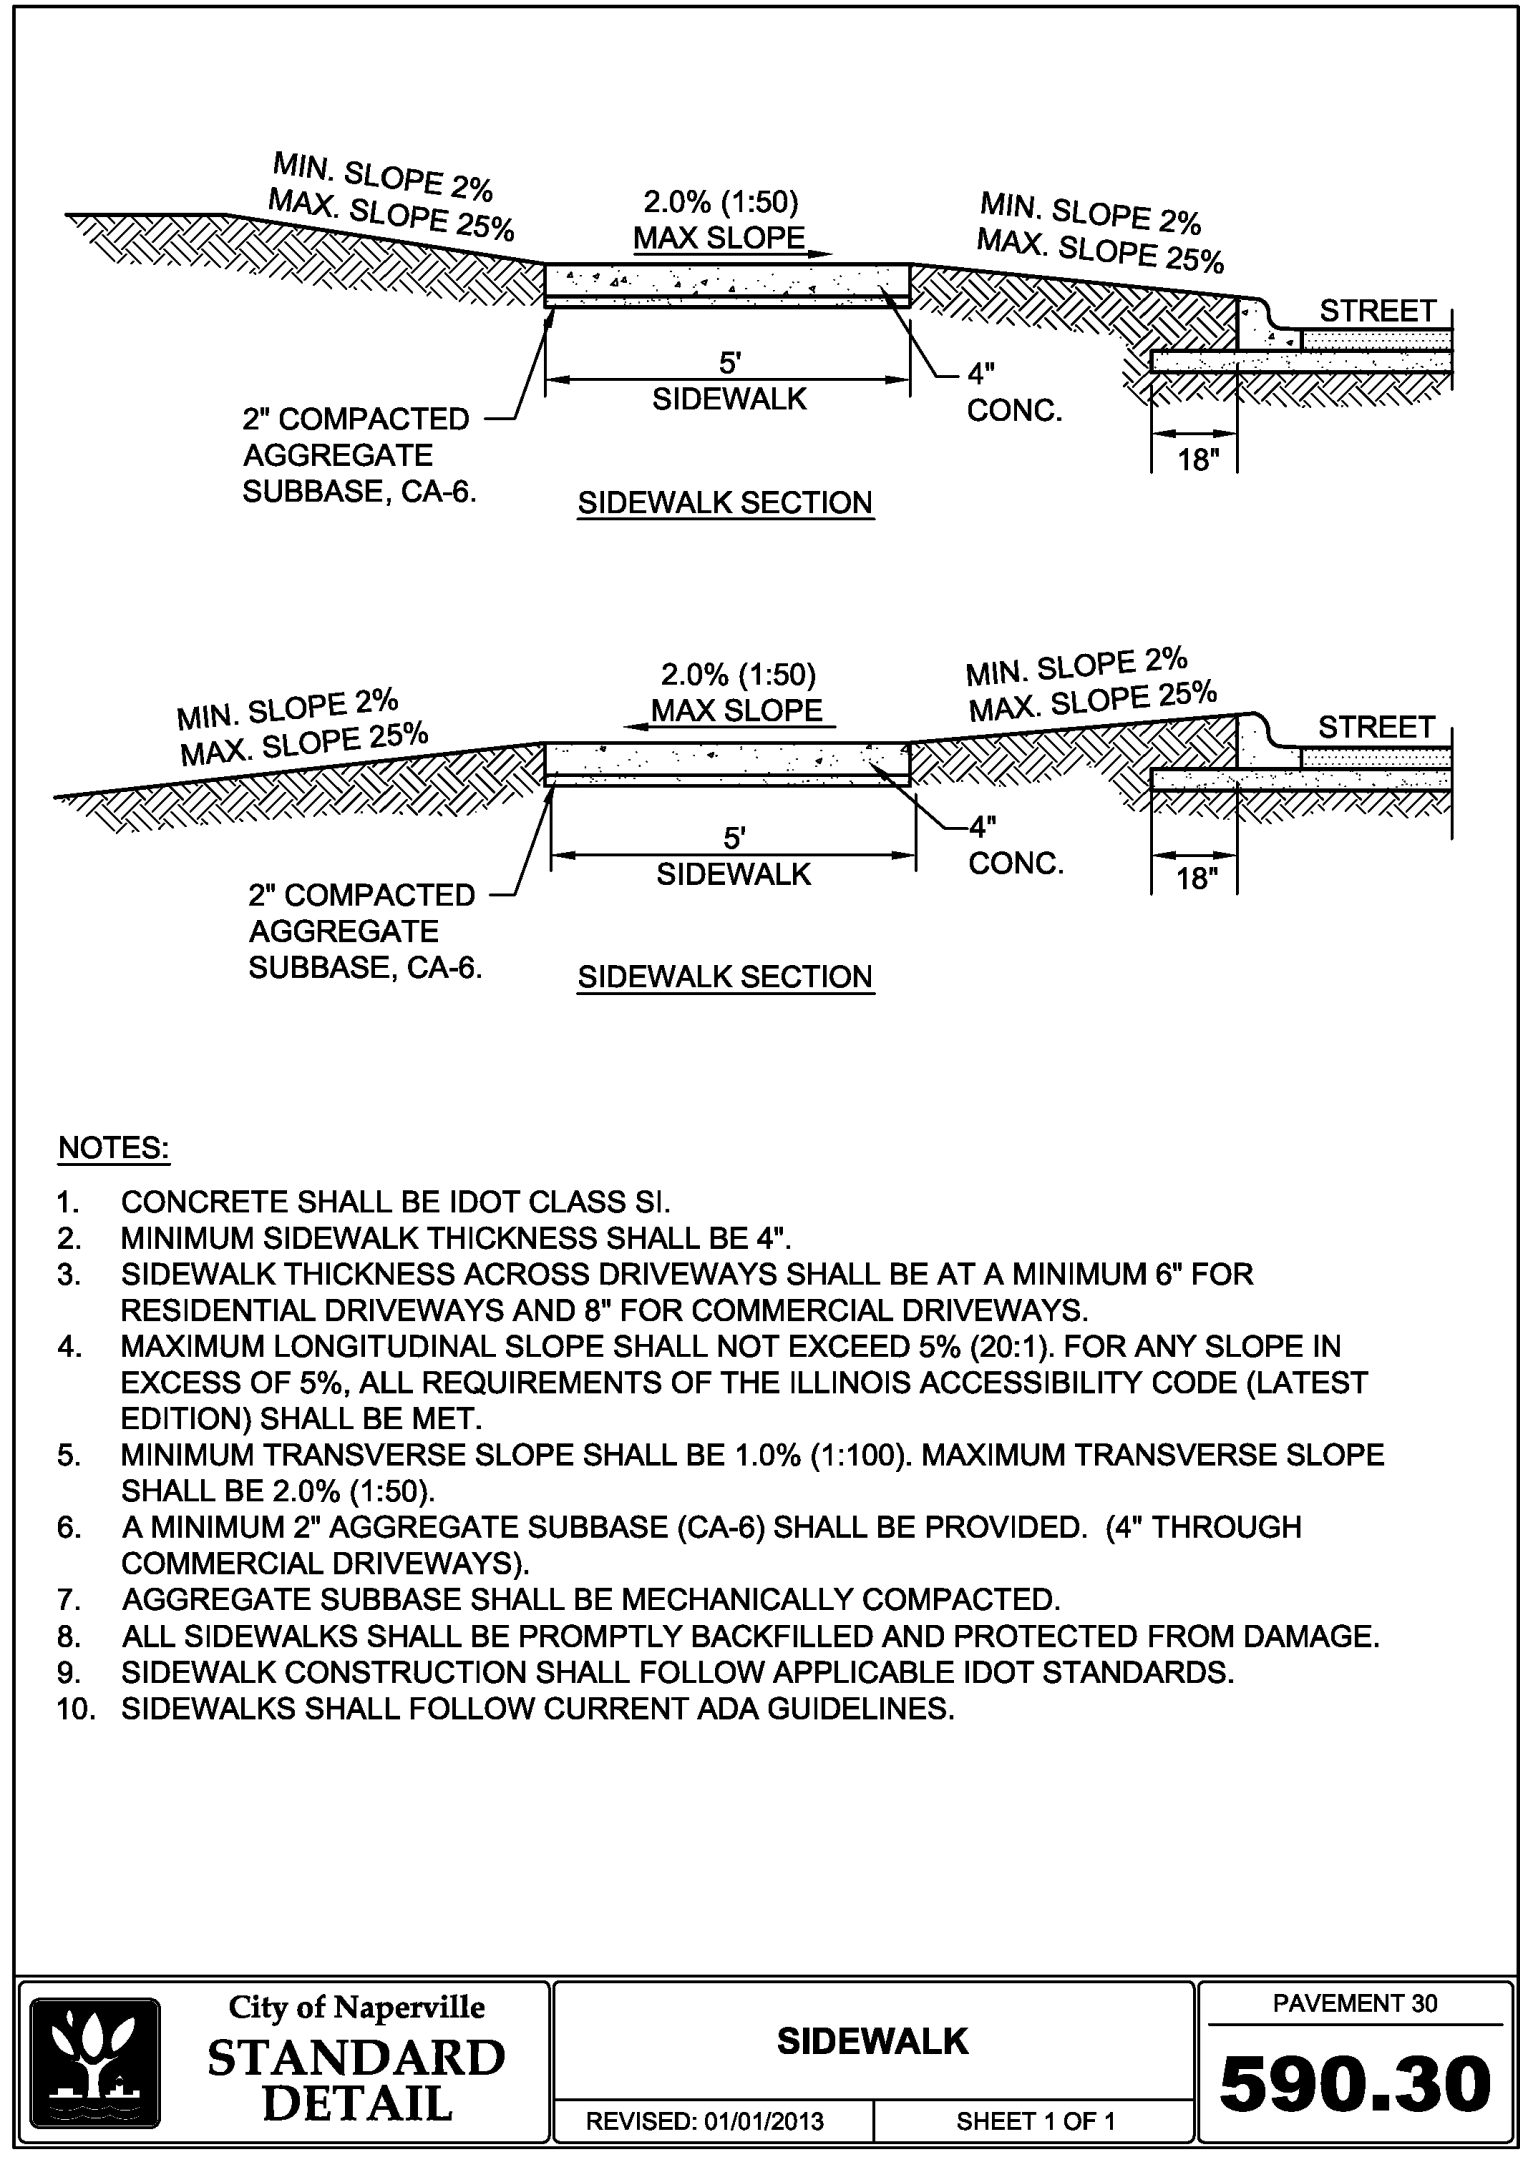 MIN. SLOPE 2%
MAX. SLOPE 25%
2.0% (1:50)
MAX SLOPE
MIN. SLOPE 2%
MAX. SLOPE 25%
STREET
5'
SIDEWALK
4"
CONC.
2" COMPACTED
AGGREGATE
SUBBASE, CA-6.
18"
SIDEWALK SECTION
MIN. SLOPE 2%
MAX. SLOPE 25%
2.0% (1:50)
MAX SLOPE
MIN. SLOPE 2%
MAX. SLOPE 25%
STREET
5'
SIDEWALK
4"
CONC.
18"
2" COMPACTED
AGGREGATE
SUBBASE, CA-6.
SIDEWALK SECTION
NOTES:
1. CONCRETE SHALL BE IDOT CLASS SI.
2. MINIMUM SIDEWALK THICKNESS SHALL BE 4".
3. SIDEWALK THICKNESS ACROSS DRIVEWAYS SHALL BE AT A MINIMUM 6" FOR
RESIDENTIAL DRIVEWAYS AND 8" FOR COMMERCIAL DRIVEWAYS.
4. MAXIMUM LONGITUDINAL SLOPE SHALL NOT EXCEED 5% (20:1). FOR ANY SLOPE IN
EXCESS OF 5%, ALL REQUIREMENTS OF THE ILLINOIS ACCESSIBILITY CODE (LATEST
EDITION) SHALL BE MET.
5. MINIMUM TRANSVERSE SLOPE SHALL BE 1.0% (1:100). MAXIMUM TRANSVERSE SLOPE
SHALL BE 2.0% (1:50).
6. A MINIMUM 2" AGGREGATE SUBBASE (CA-6) SHALL BE PROVIDED. (4" THROUGH
COMMERCIAL DRIVEWAYS).
7. AGGREGATE SUBBASE SHALL BE MECHANICALLY COMPACTED.
8. ALL SIDEWALKS SHALL BE PROMPTLY BACKFILLED AND PROTECTED FROM DAMAGE.
9. SIDEWALK CONSTRUCTION SHALL FOLLOW APPLICABLE IDOT STANDARDS.
10. SIDEWALKS SHALL FOLLOW CURRENT ADA GUIDELINES.
City of Naperville
STANDARD
DETAIL
SIDEWALK
REVISED: 01/01/2013
SHEET 1 OF 1
PAVEMENT 30
590.30